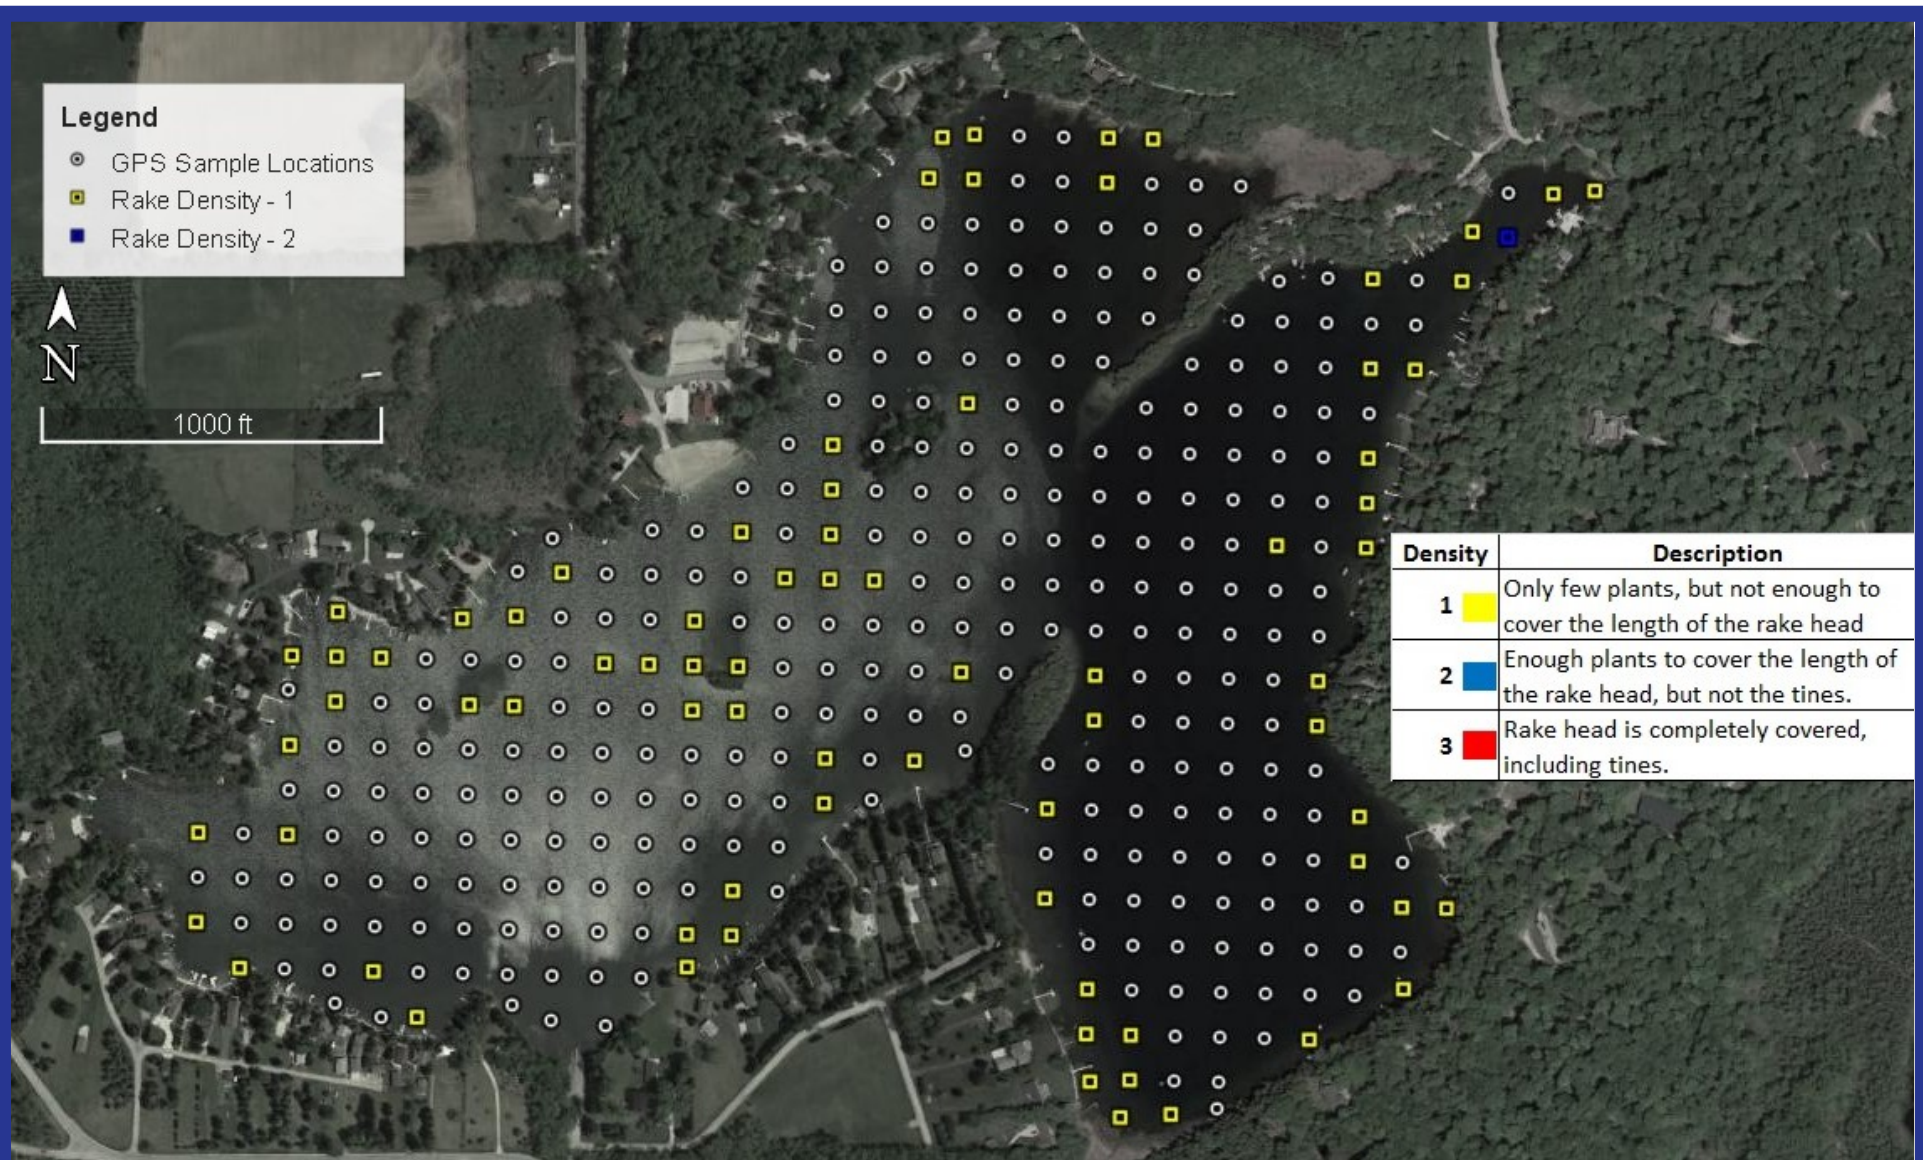 Legend
GPS Sample Locations
Rake Density - 1
Rake Density - 2
N
1000 ft
Density Description
1 Only few plants, but not enough to
cover the length of the rake head
2 Enough plants to cover the length of
the rake head, but not the tines.
3 Rake head is completely covered,
including tines.